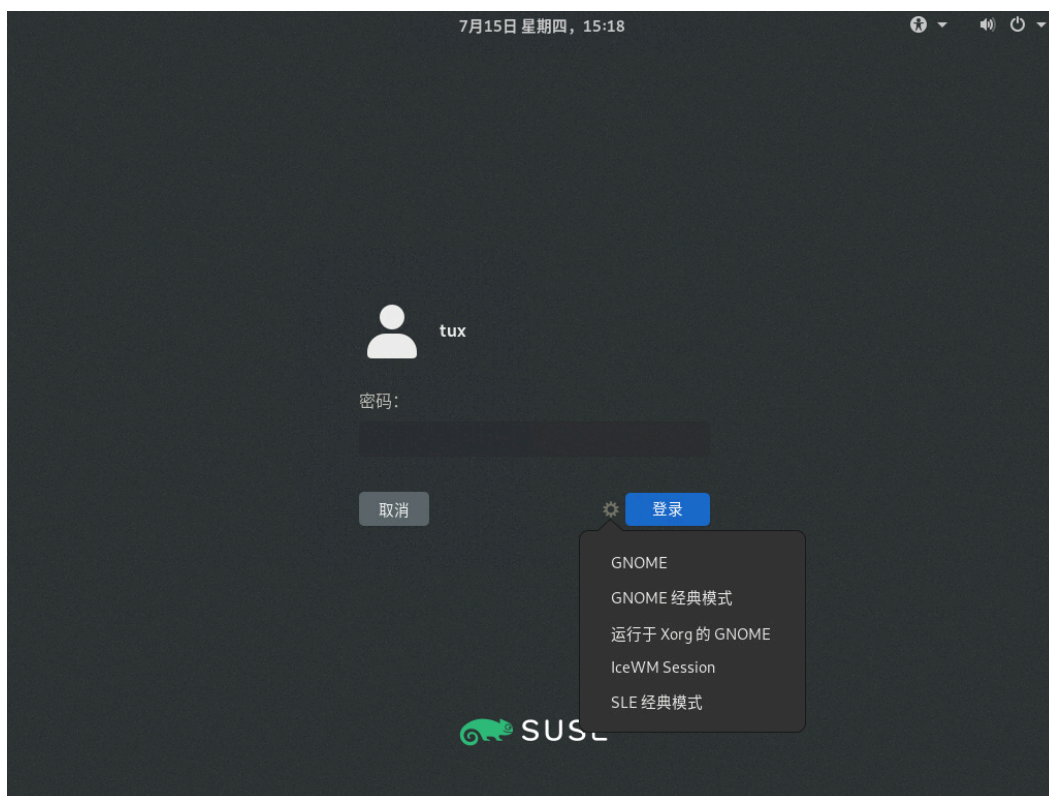 7月15日 星期四，15∶18
tux
密码：
取消
登录
GNOME
GNOME 经典模式
运行于 Xorg 的 GNOME
IceWM Session
SLE 经典模式